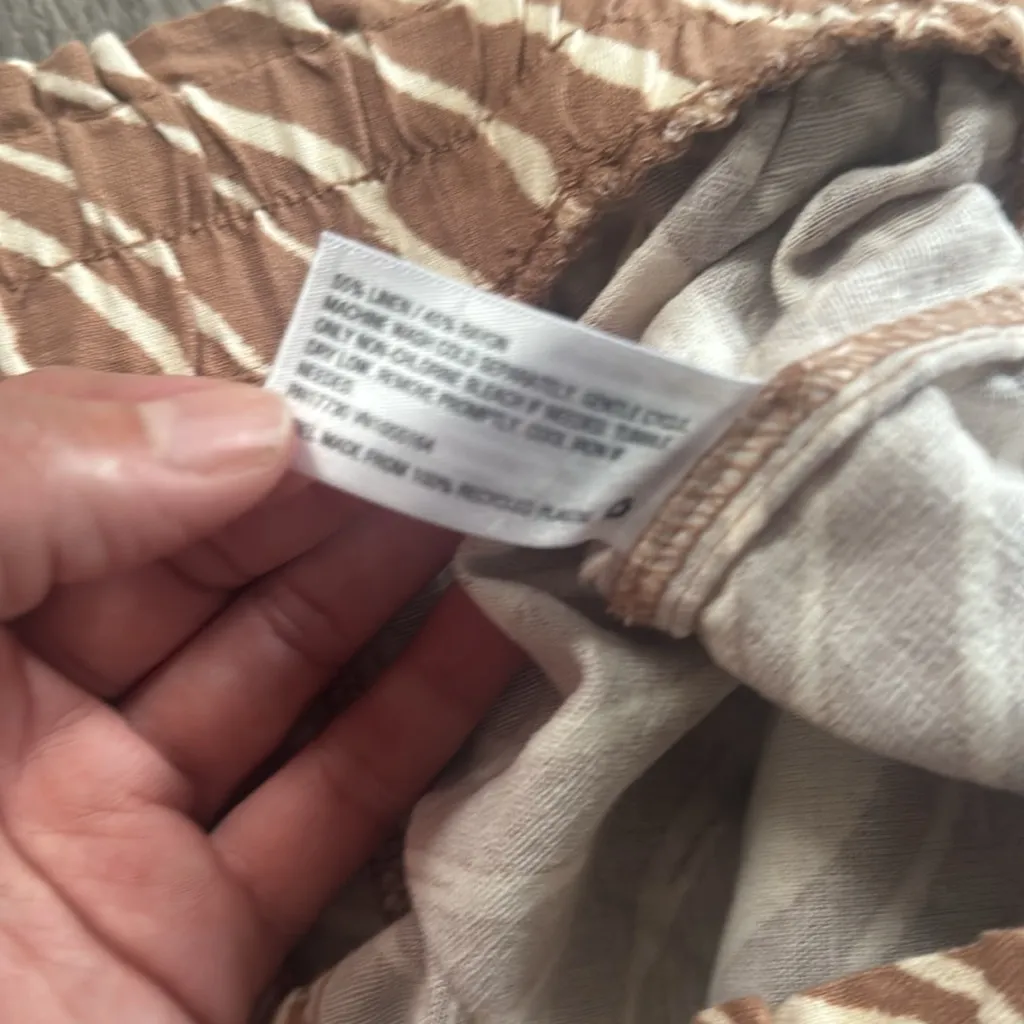 55% LINEN / 45% RAYON
MACHINE WASH COLD SEPARATELY, GENTLE CYCLE.
ONLY NON-CHLORINE BLEACH IF NEEDED. TUMBLE
DRY LOW. REMOVE PROMPTLY. COOL IRON IF
NEEDED
MADE FROM 100% RECYCLED PLASTIC